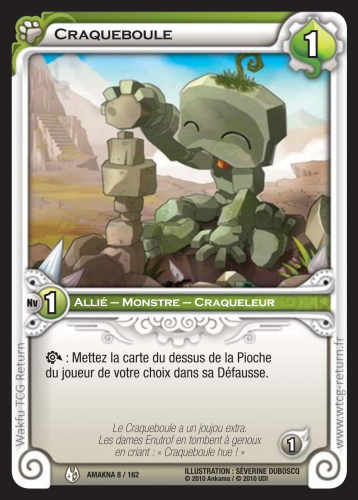 CRAQUEBOULE
1
Nv 1 ALLIÉ – MONSTRE – CRAQUELEUR
: Mettez la carte du dessus de la Pioche
du joueur de votre choix dans sa Défausse.
Le Craqueboule a un joujou extra.
Les dames Enutrof en tombent à genoux
en criant : « Craqueboule hue ! »
1
AMAKNA 8 / 162
ILLUSTRATION : SÉVERINE DUBOSCQ
© 2010 Ankama / © 2010 UDI
Wakfu TCG Return
www.wtcg-return.fr